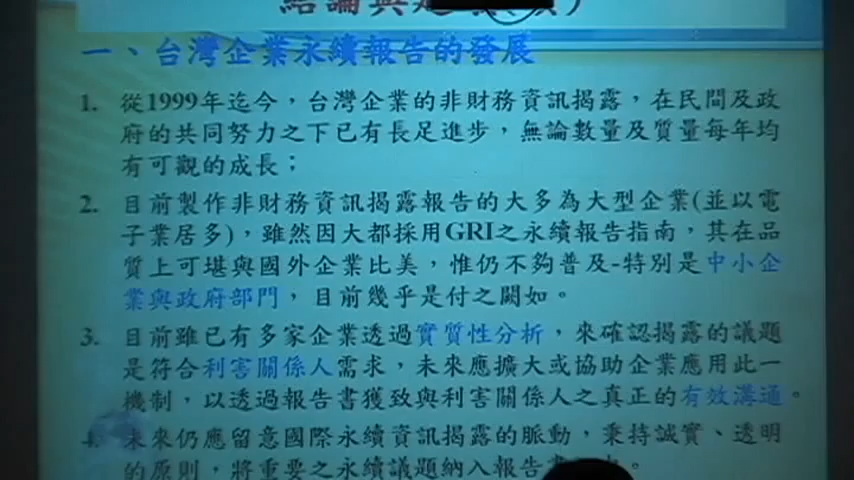 結論與
一、台灣企業永續報告的發展
1. 從1999年迄今，台灣企業的非財務資訊揭露，在民間及政
府的共同努力之下已有長足進步，無論數量及質量每年均
有可觀的成長；
2. 目前製作非財務資訊揭露報告的大多為大型企業(並以電
子業居多)，雖然因大都採用GRI之永續報告指南，其在品
質上可堪與國外企業比美，惟仍不夠普及-特別是中小企
業與政府部門，目前幾乎是付之闕如。
3. 目前雖已有多家企業透過實質性分析，來確認揭露的議題
是符合利害關係人需求，未來應擴大或協助企業應用此一
機制，以透過報告書獲致與利害關係人之真正的有效溝通。
4. 未來仍應留意國際永續資訊揭露的脈動，秉持誠實、透明
的原則，將重要之永續議題納入報告書 。